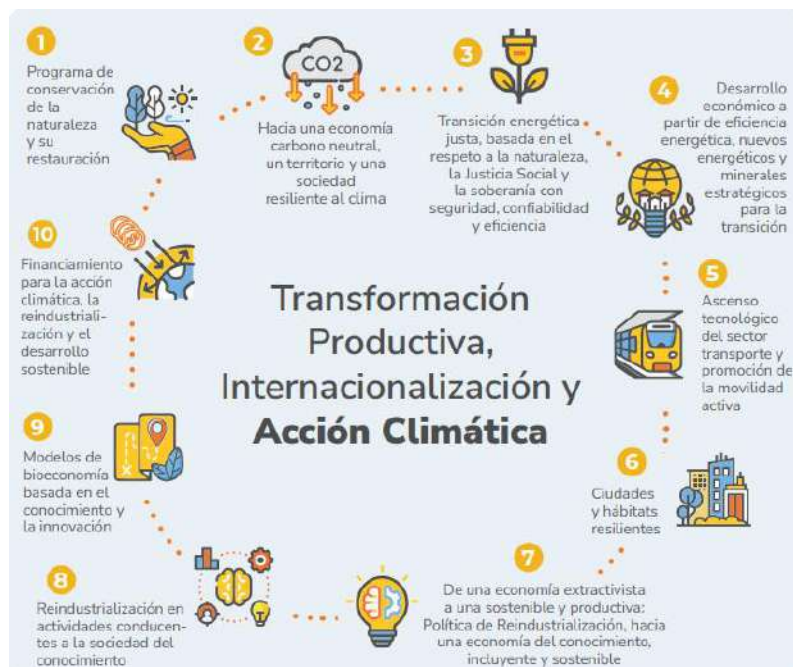 1
Programa de
conservación
de la
naturaleza
y su
restauración
2
CO2
Hacia una economía
carbono neutral,
un territorio y una
sociedad
resiliente al clima
3
Transición energética
justa, basada en el
respeto a la naturaleza,
la Justicia Social y
la soberanía con
seguridad, confiabilidad
y eficiencia
4
Desarrollo
económico a
partir de eficiencia
energética, nuevos
energéticos y
minerales
estratégicos
para la
transición
5
Ascenso
tecnológico
del sector
transporte y
promoción de
la movilidad
activa
6
Ciudades
y hábitats
resilientes
7
De una economía extractivista
a una sostenible y productiva:
Política de Reindustrialización, hacia
una economía del conocimiento,
incluyente y sostenible
8
Reindustrialización en
actividades conducen-
tes a la sociedad del
conocimiento
9
Modelos de
bioeconomía
basada en el
conocimiento y
la innovación
10
Financiamiento
para la acción
climática, la
reindustriali-
zación y el
desarrollo
sostenible
Transformación
Productiva,
Internacionalización y
Acción Climática